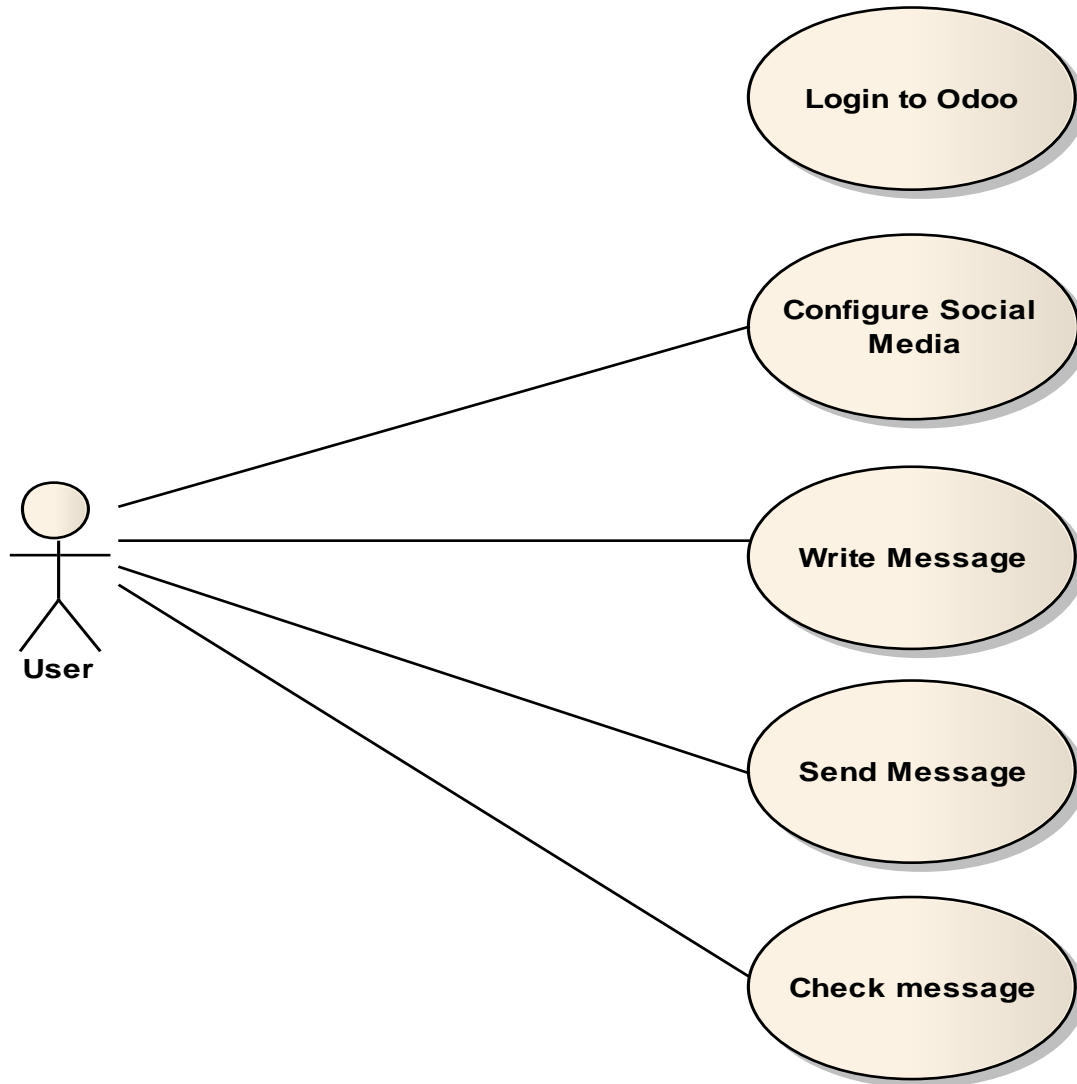 Login to Odoo
Configure Social
Media
Write Message
User
Send Message
Check message